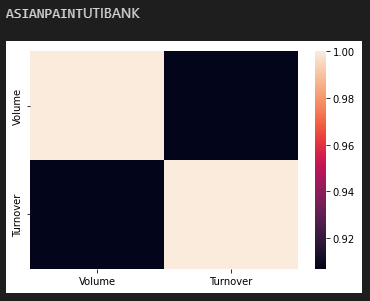 ASIANPAINTUTIBANK
1.00
0.98
Volume
0.96
0.94
Turnover
0.92
Volume Turnover